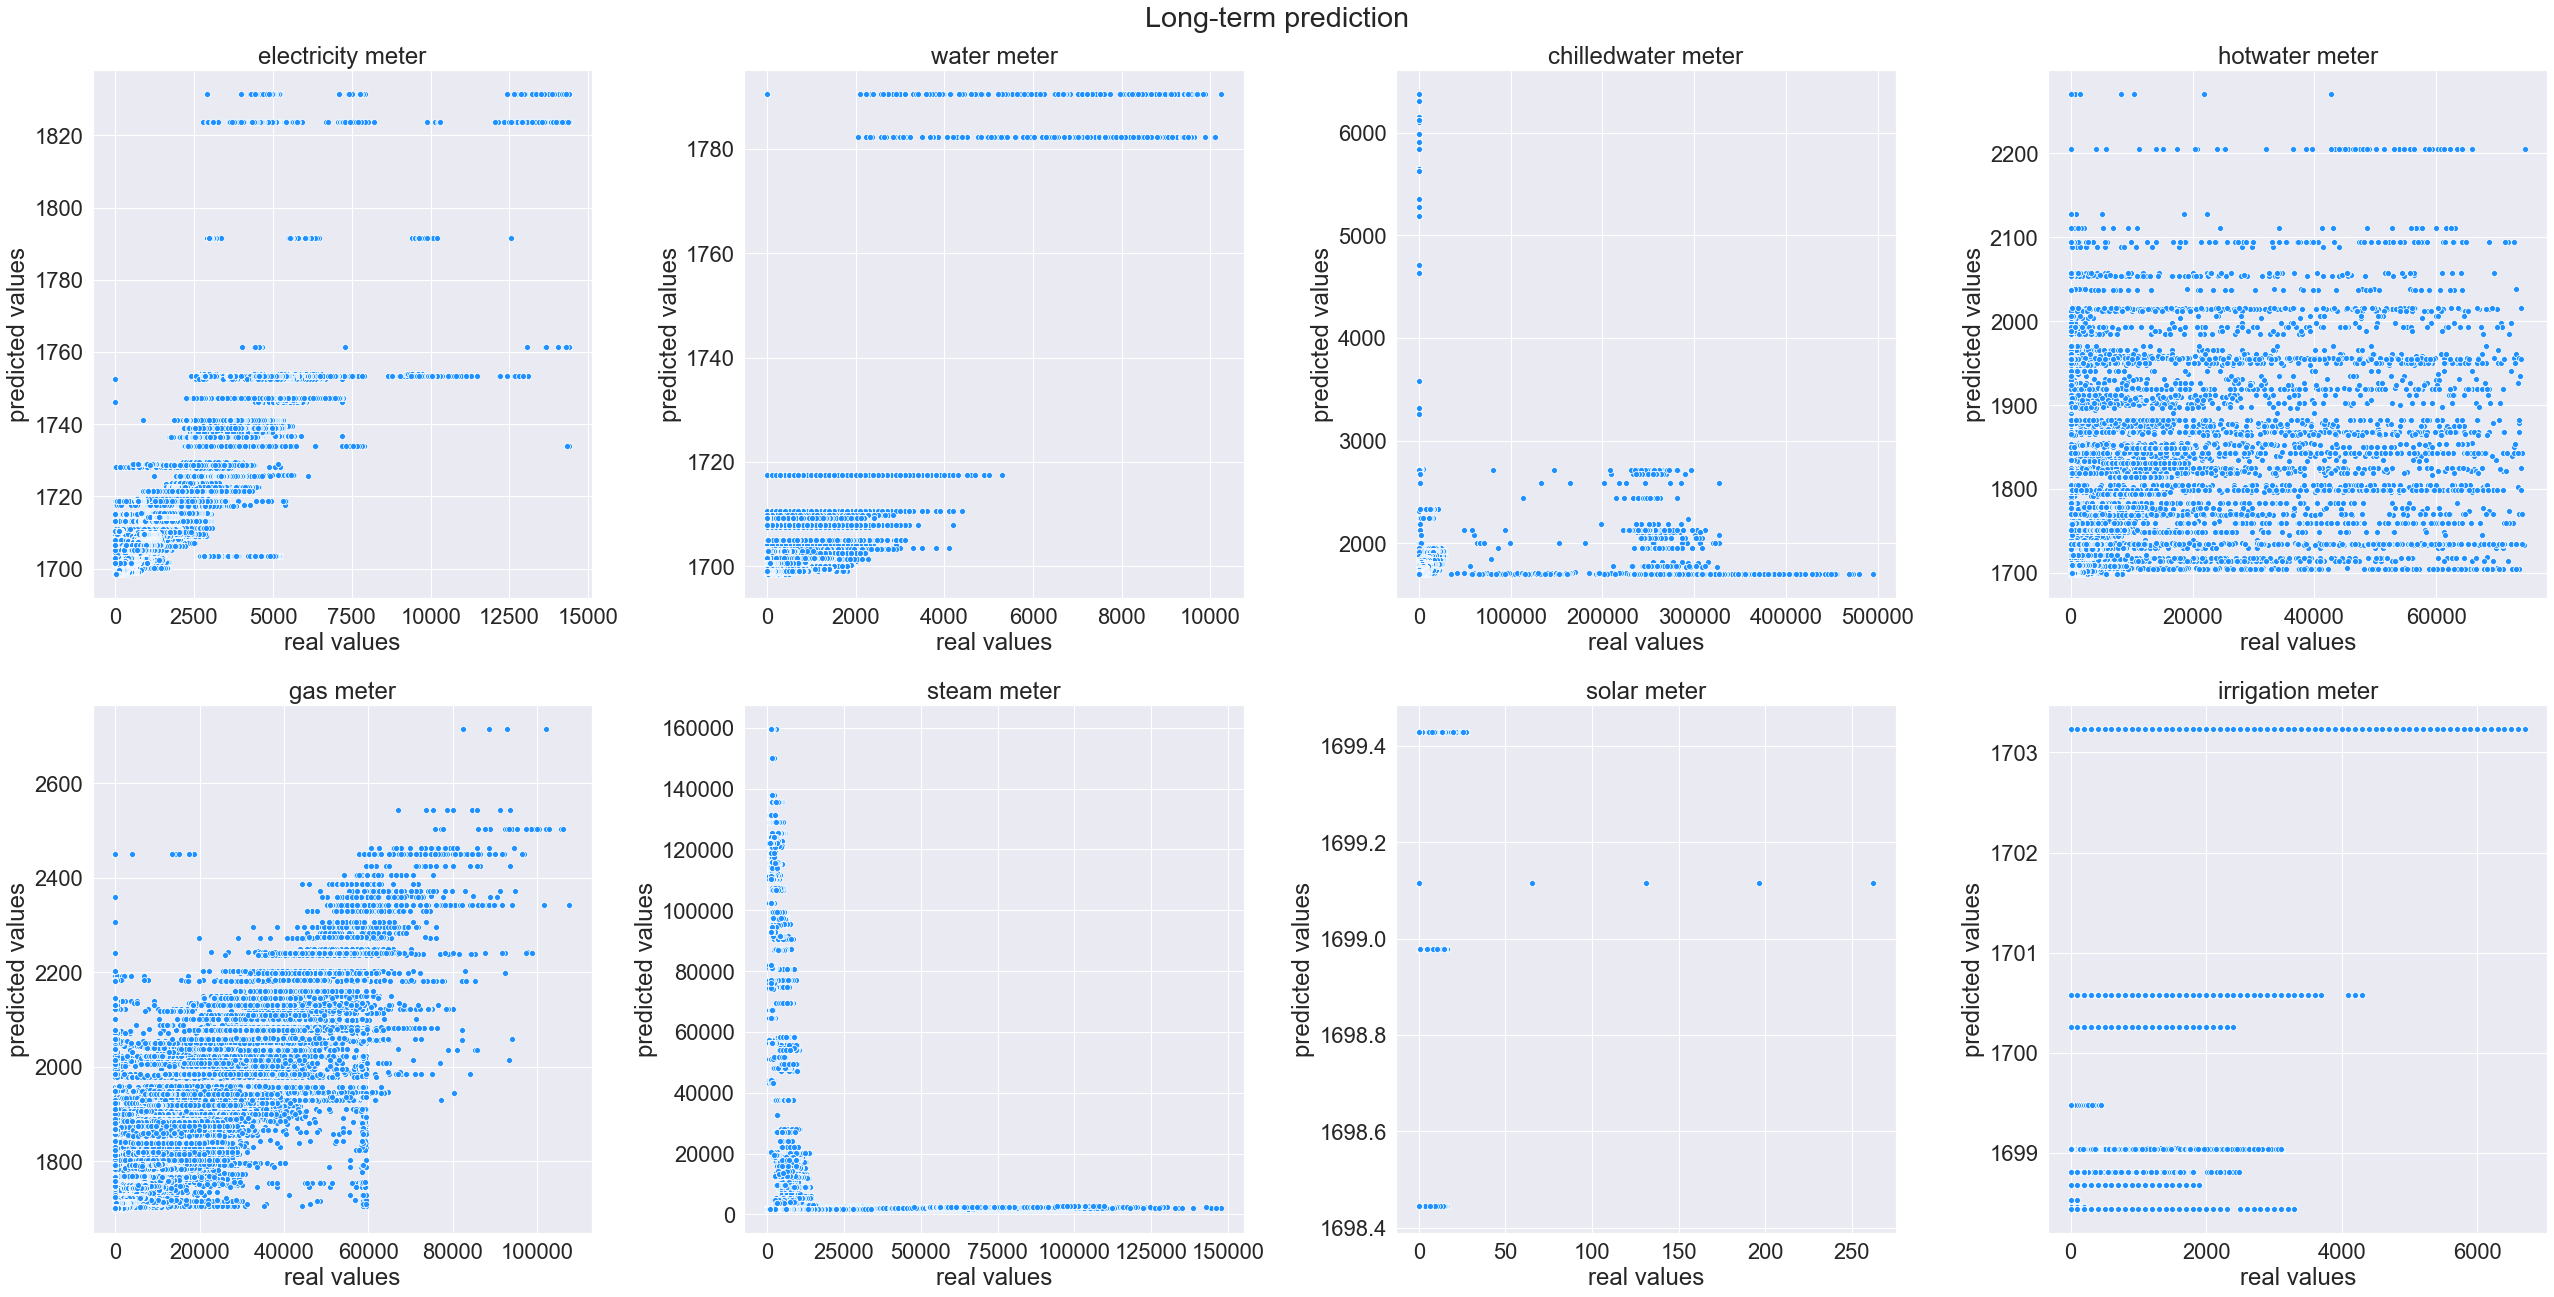 Long-term prediction
electricity meter
water meter
chilledwater meter
hotwater meter
predicted values
1820
1800
1780
1760
1740
1720
1700
0 2500 5000 7500 10000 12500 15000
real values
predicted values
1780
1760
1740
1720
1700
0 2000 4000 6000 8000 10000
real values
predicted values
6000
5000
4000
3000
2000
0 100000 200000 300000 400000 500000
real values
predicted values
2200
2100
2000
1900
1800
1700
0 20000 40000 60000
real values
gas meter
steam meter
solar meter
irrigation meter
predicted values
2600
2400
2200
2000
1800
0 20000 40000 60000 80000 100000
real values
predicted values
160000
140000
120000
100000
80000
60000
40000
20000
0
0 25000 50000 75000 100000 125000 150000
real values
predicted values
1699.4
1699.2
1699.0
1698.8
1698.6
1698.4
0 50 100 150 200 250
real values
predicted values
1703
1702
1701
1700
1699
0 2000 4000 6000
real values